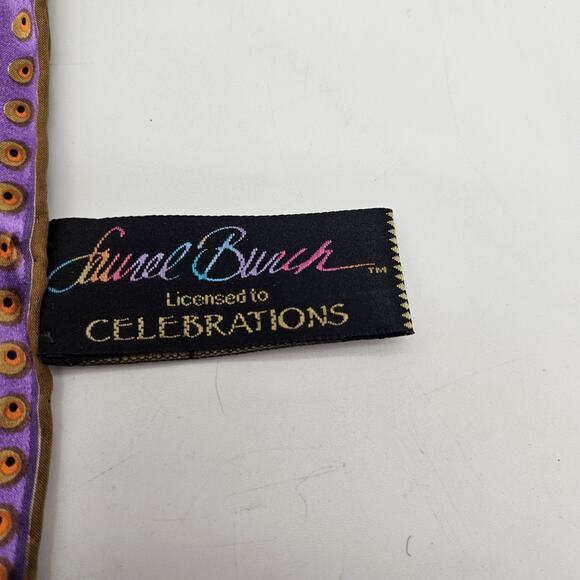 Laurel Burch™
Licensed to
CELEBRATIONS